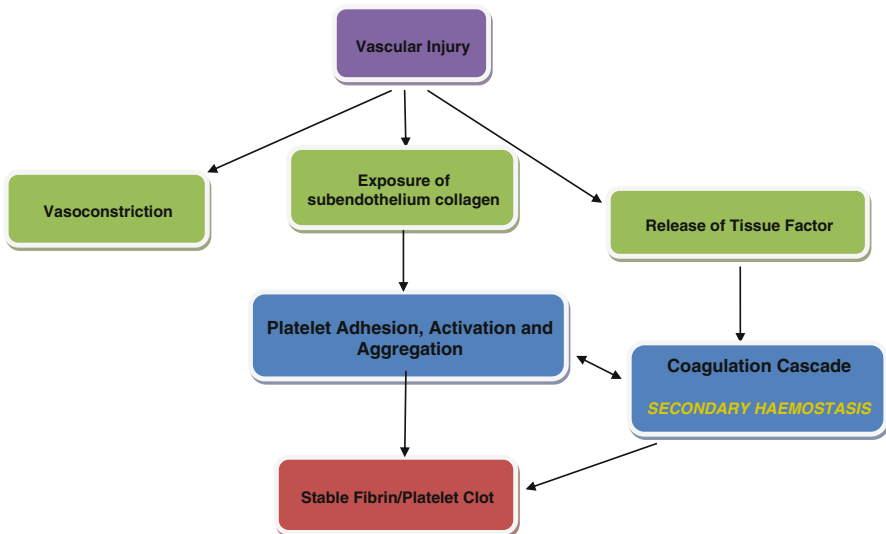 Vascular Injury
Vasoconstriction
Exposure of
subendothelium collagen
Release of Tissue Factor
Platelet Adhesion, Activation and
Aggregation
Coagulation Cascade
SECONDARY HAEMOSTASIS
Stable Fibrin/Platelet Clot